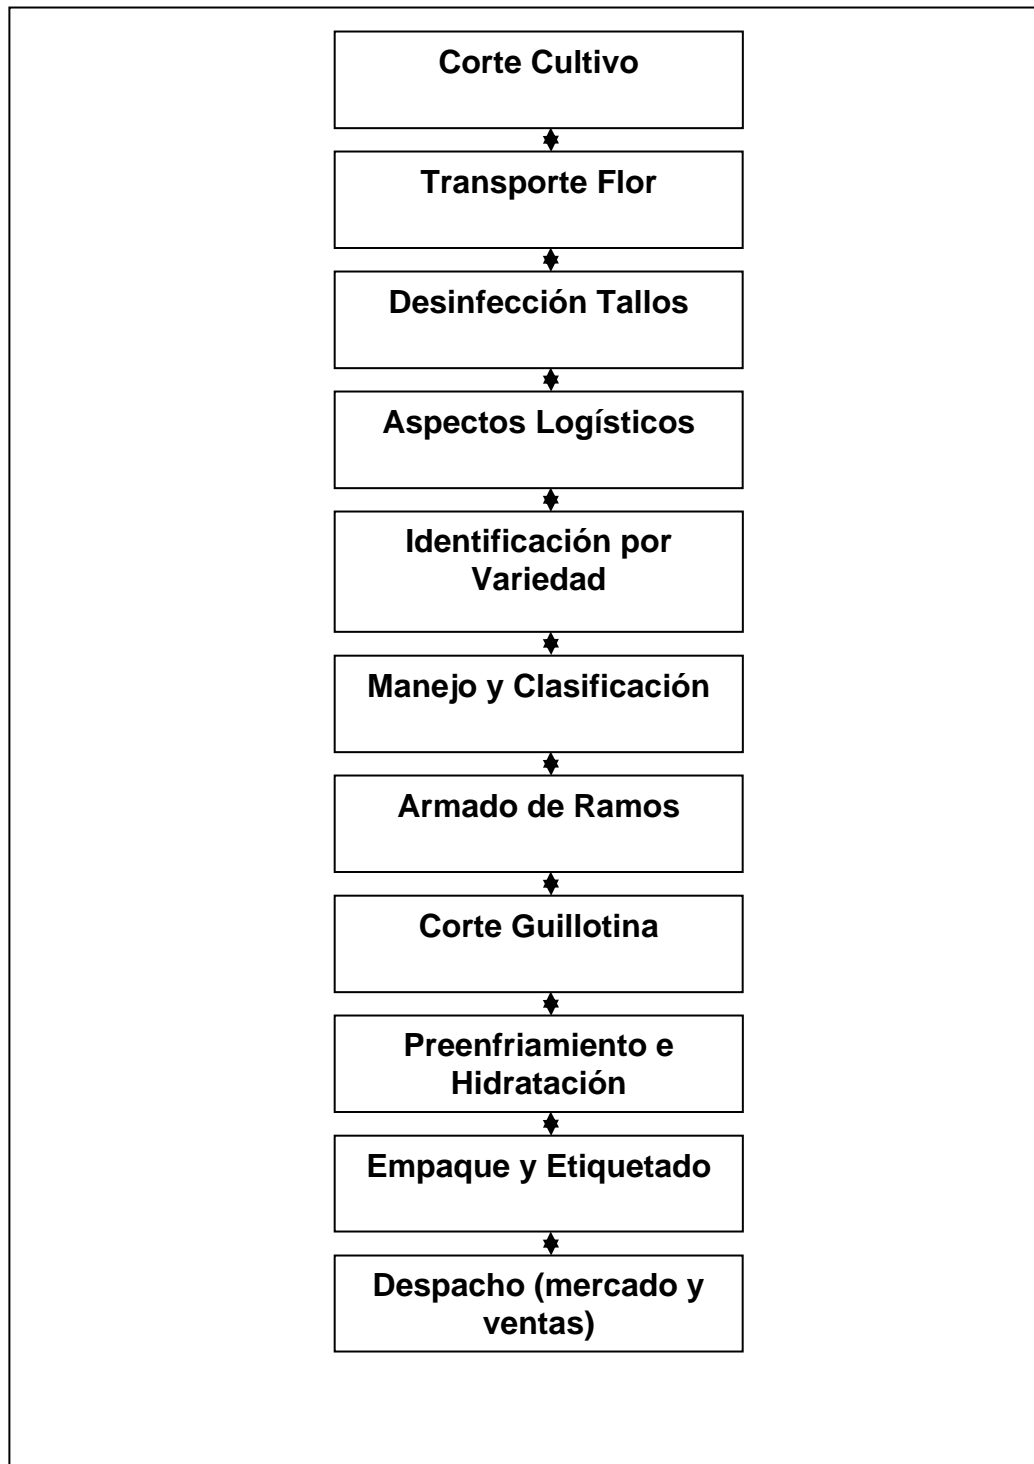 Corte Cultivo
Transporte Flor
Desinfección Tallos
Aspectos Logísticos
Identificación por
Variedad
Manejo y Clasificación
Armado de Ramos
Corte Guillotina
Preenfriamiento e
Hidratación
Empaque y Etiquetado
Despacho (mercado y
ventas)